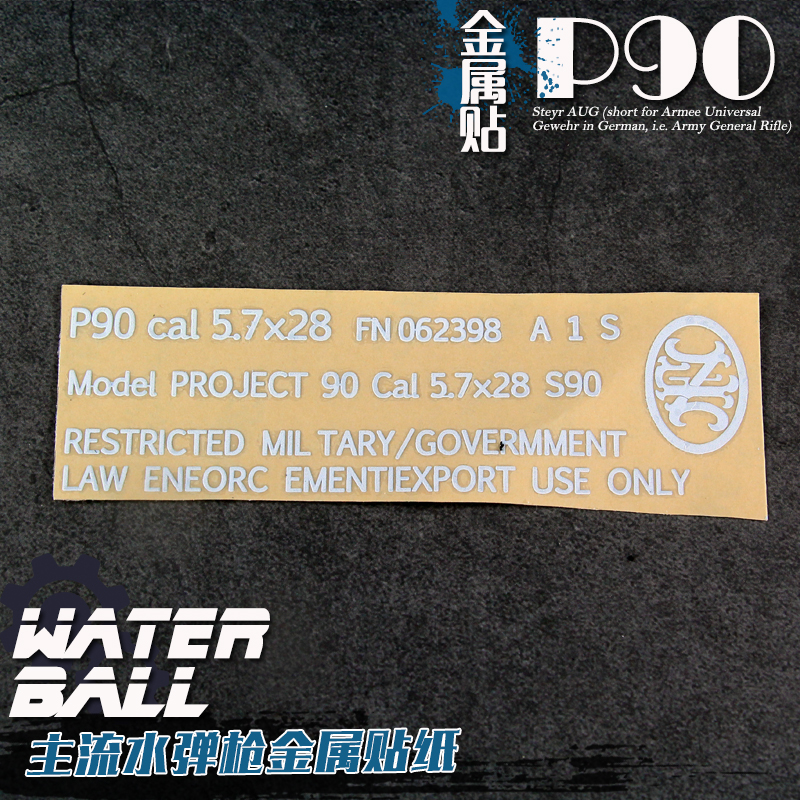 金属贴
P90
Steyr AUG (short for Armee Universal
Gewehr in German, i.e. Army General Rifle)
P90 cal 5.7x28 FN 062398 A 1 S
Model PROJECT 90 Cal 5.7x28 S90
RESTRICTED MIL TARY/GOVERMMENT
LAW ENEORC EMENTIEXPORT USE ONLY
WATER
BALL
主流水弹枪金属贴纸